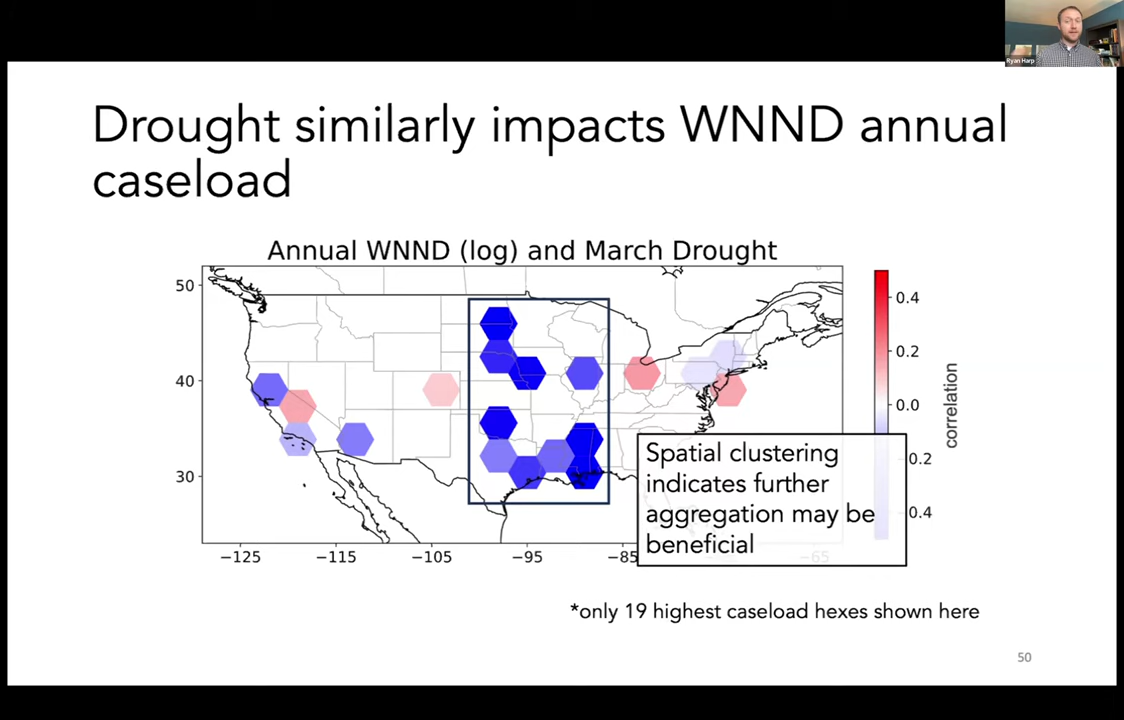 Ryan Harp
Drought similarly impacts WNND annual
caseload
Annual WNND (log) and March Drought
50
40
30
−125
−115
−105
−95
−85
−65
0.4
0.2
0.0
0.2
0.4
correlation
Spatial clustering
indicates further
aggregation may be
beneficial
*only 19 highest caseload hexes shown here
50